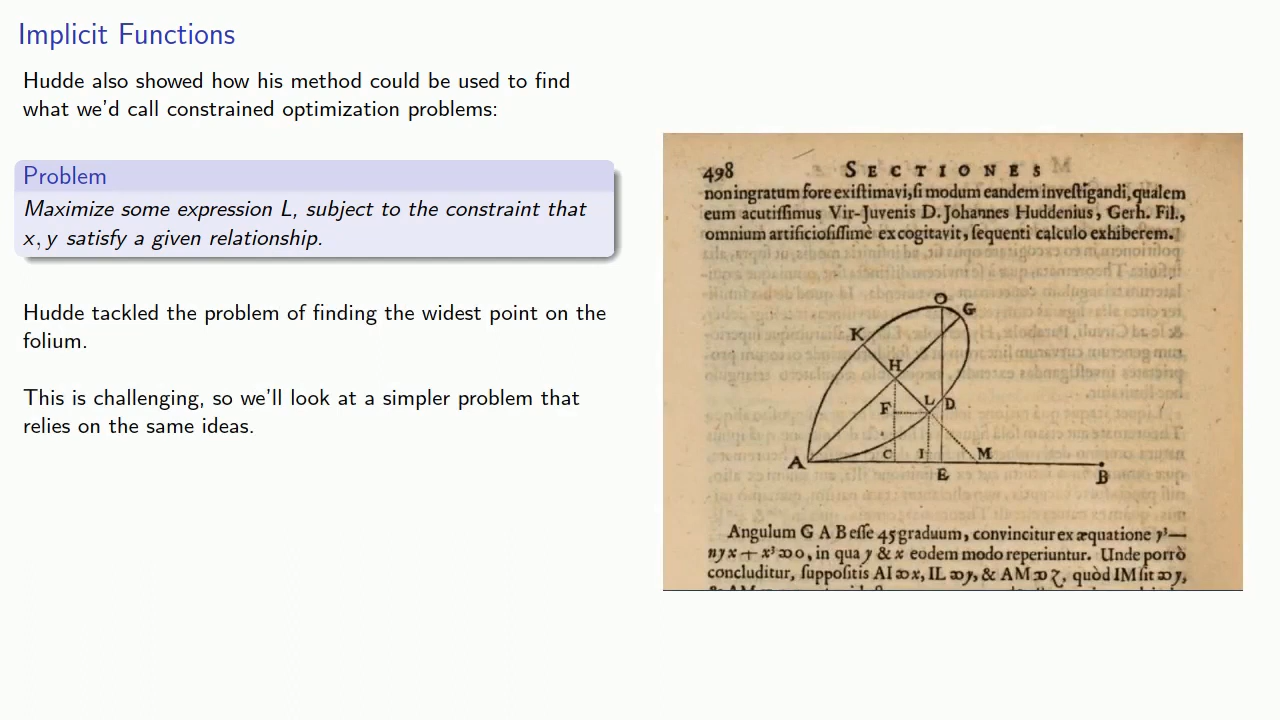 Implicit Functions
Hudde also showed how his method could be used to find
what we'd call constrained optimization problems:
Problem
Maximize some expression L, subject to the constraint that
x, y satisfy a given relationship.
Hudde tackled the problem of finding the widest point on the
folium.
This is challenging, so we'll look at a simpler problem that
relies on the same ideas.
498 SECTIONES
non ingratum fore existimavi, si modum eandem investigandi, qualem
eum acutissimus Vir-Juvenis D. Johannes Huddenius, Gerh. Fil.,
omnium artificiosissimè excogitavit, sequenti calculo exhiberem.
O
G
K
H
F
L
D
A
C
I
M
E
B
Angulum G A B esse 45 graduum, convincitur ex æquatione y³—
nyx + x³ ∞ 0, in qua y & x eodem modo reperiuntur. Unde porrò
concluditur, suppositis AI ∞ x, IL ∞ y, & AM ∞ z, quòd IM sit ∞ y,